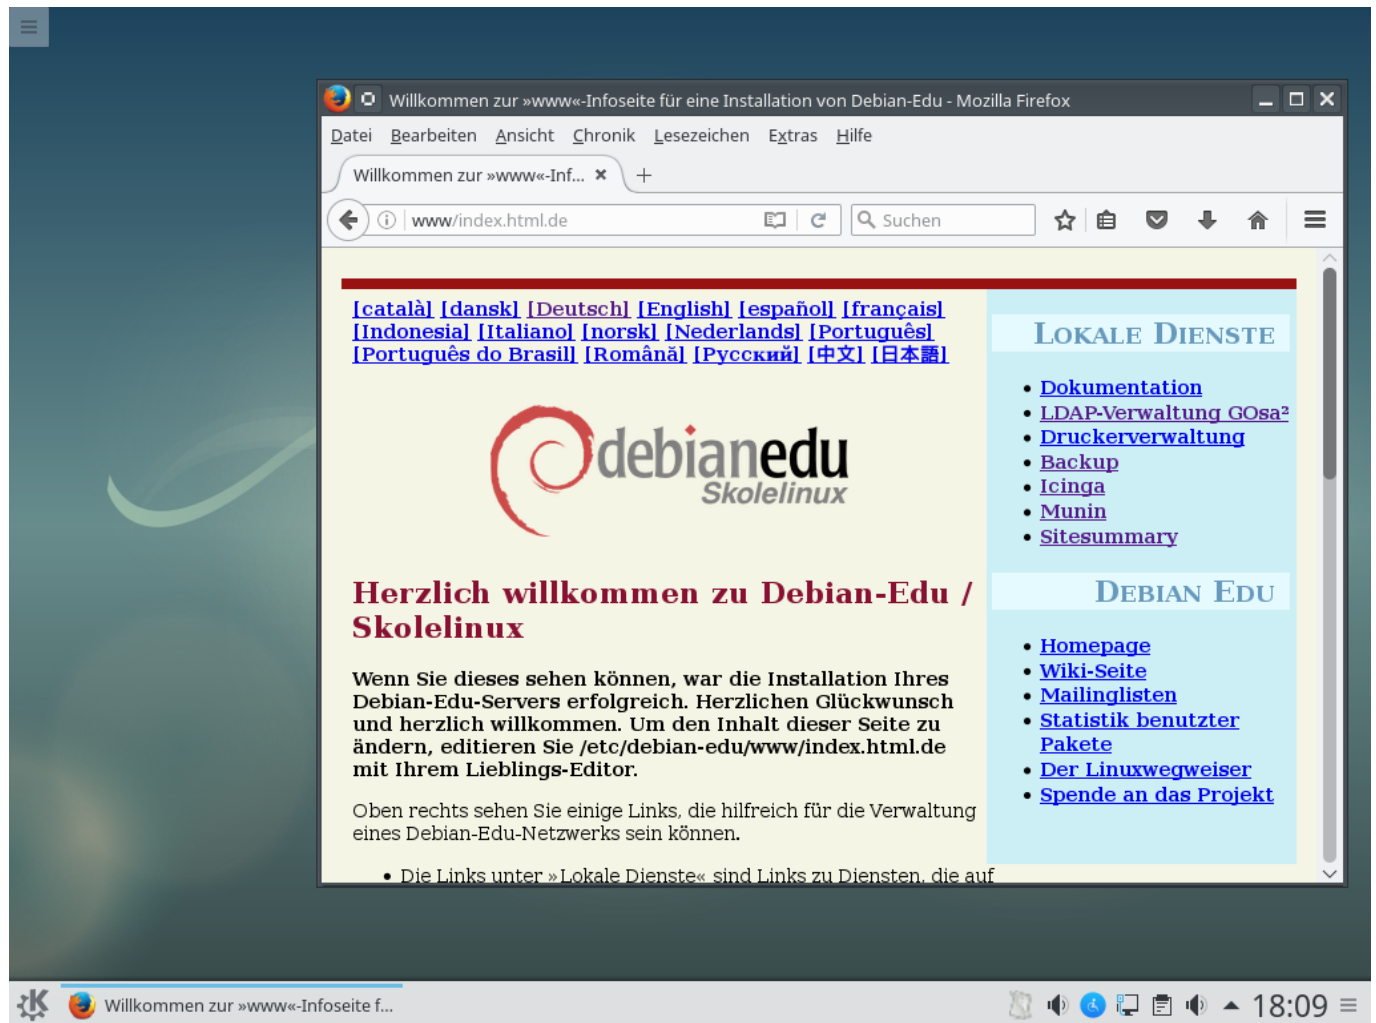 Willkommen zur »www«-Infoseite für eine Installation von Debian-Edu - Mozilla Firefox
Datei Bearbeiten Ansicht Chronik Lesezeichen Extras Hilfe
Willkommen zur »www«-Inf...
www/index.html.de
Suchen
[català] [dansk] [Deutsch] [English] [español] [français]
[Indonesia] [Italiano] [norsk] [Nederlands] [Português]
[Português do Brasil] [Română] [Русский] [中文] [日本語]
debianedu
Skolelinux
Herzlich willkommen zu Debian-Edu /
Skolelinux
Wenn Sie dieses sehen können, war die Installation Ihres
Debian-Edu-Servers erfolgreich. Herzlichen Glückwunsch
und herzlich willkommen. Um den Inhalt dieser Seite zu
ändern, editieren Sie /etc/debian-edu/www/index.html.de
mit Ihrem Lieblings-Editor.
Oben rechts sehen Sie einige Links, die hilfreich für die Verwaltung
eines Debian-Edu-Netzwerks sein können.
• Die Links unter »Lokale Dienste« sind Links zu Diensten, die auf
Lokale Dienste
• Dokumentation
• LDAP-Verwaltung GOsa²
• Druckerverwaltung
• Backup
• Icinga
• Munin
• Sitesummary
Debian Edu
• Homepage
• Wiki-Seite
• Mailinglisten
• Statistik benutzter
Pakete
• Der Linuxwegweiser
• Spende an das Projekt
Willkommen zur »www«-Infoseite f...
18:09